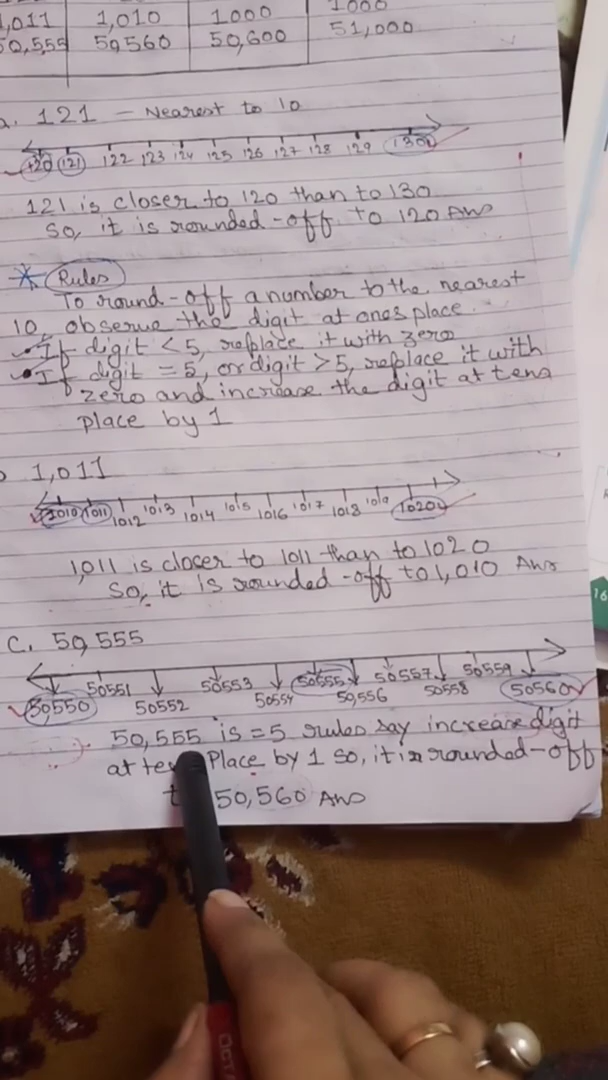 1,011 1,010 1000 1000
50,555 50,560 50,600 51,000
a. 121 - Nearest to 10
120 121 122 123 124 125 126 127 128 129 130
121 is closer to 120 than to 130
So, it is rounded-off to 120 Ans
* Rules
To round-off a number to the nearest
10, observe the digit at ones place.
• If digit < 5, replace it with zero
• If digit = 5, or digit > 5, replace it with
zero and increase the digit at tens
place by 1
1,011
1010 1011 1012 1013 1014 1015 1016 1017 1018 1019 1020
1,011 is closer to 1011 than to 1020
So, it is rounded-off to 1,010 Ans
C. 50,555
50,550 50551 50552 50553 50554 50555 50,556 50557 50558 50559 50560
50,555 is = 5 rules say increase digit
at Place by 1 So, it is rounded-off
50,560 Ans
16